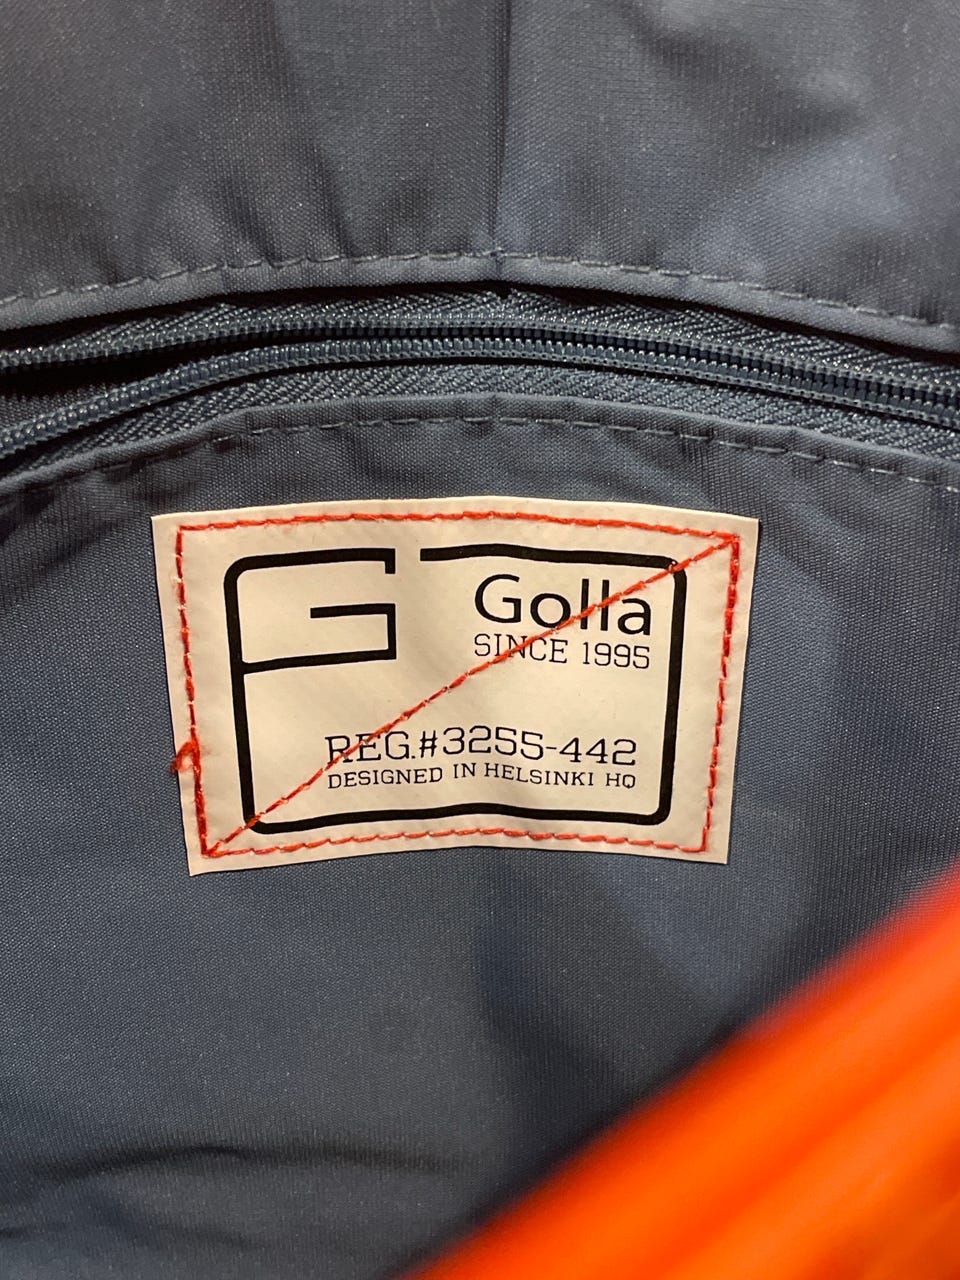 G
Golla
SINCE 1995
REG.#3255-442
DESIGNED IN HELSINKI HQ